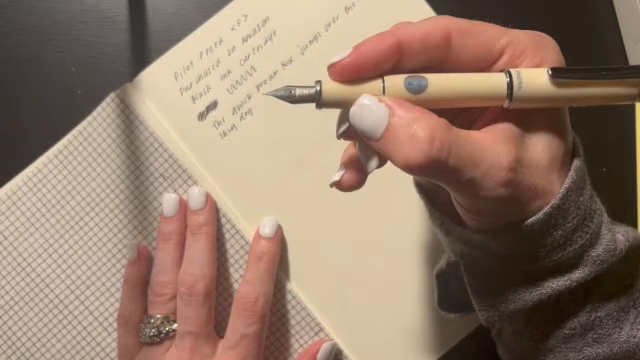 Pilot Prera <F>
Purchased on Amazon
Black ink cartridge
The quick brown fox jumps over the
lazy dog